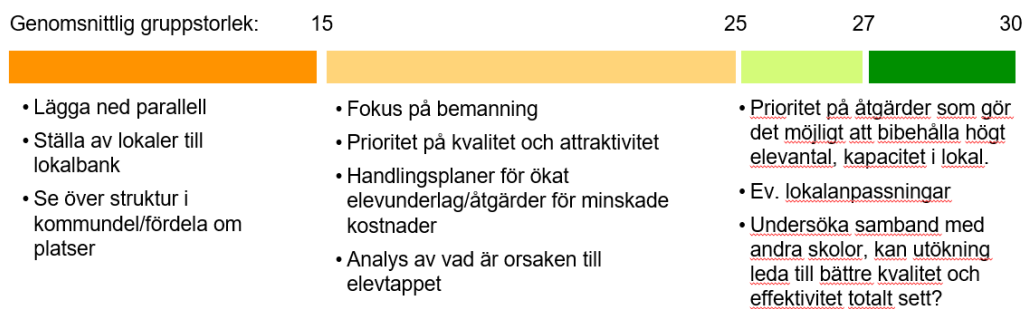 Genomsnittlig gruppstorlek: 15 25 27 30
• Lägga ned parallell
• Ställa av lokaler till
lokalbank
• Se över struktur i
kommundel/fördela om
platser
• Fokus på bemanning
• Prioritet på kvalitet och attraktivitet
• Handlingsplaner för ökat
elevunderlag/åtgärder för minskade
kostnader
• Analys av vad är orsaken till
elevtappet
• Prioritet på åtgärder som gör
det möjligt att bibehålla högt
elevantal, kapacitet i lokal.
• Ev. lokalanpassningar
• Undersöka samband med
andra skolor, kan utökning
leda till bättre kvalitet och
effektivitet totalt sett?